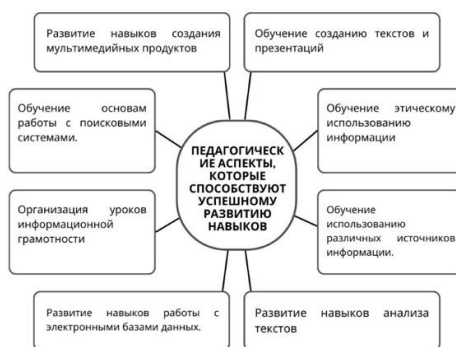 Развитие навыков создания
мультимедийных продуктов
Обучение созданию текстов и
презентаций
Обучение основам
работы с поисковыми
системами.
Обучение этическому
использованию
информации
ПЕДАГОГИЧЕСК
ИЕ АСПЕКТЫ,
КОТОРЫЕ
СПОСОБСТВУЮТ
УСПЕШНОМУ
РАЗВИТИЮ
НАВЫКОВ
Организация уроков
информационной
грамотности
Обучение
использованию
различных источников
информации.
Развитие навыков работы с
электронными базами данных.
Развитие навыков анализа
текстов